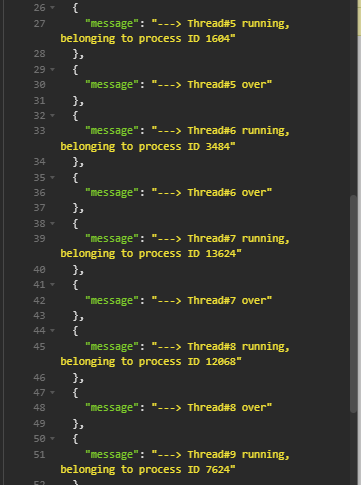 26 {
27 "message": "---> Thread#5 running,
belonging to process ID 1604"
28 },
29 {
30 "message": "---> Thread#5 over"
31 },
32 {
33 "message": "---> Thread#6 running,
belonging to process ID 3484"
34 },
35 {
36 "message": "---> Thread#6 over"
37 },
38 {
39 "message": "---> Thread#7 running,
belonging to process ID 13624"
40 },
41 {
42 "message": "---> Thread#7 over"
43 },
44 {
45 "message": "---> Thread#8 running,
belonging to process ID 12068"
46 },
47 {
48 "message": "---> Thread#8 over"
49 },
50 {
51 "message": "---> Thread#9 running,
belonging to process ID 7624"
52 }